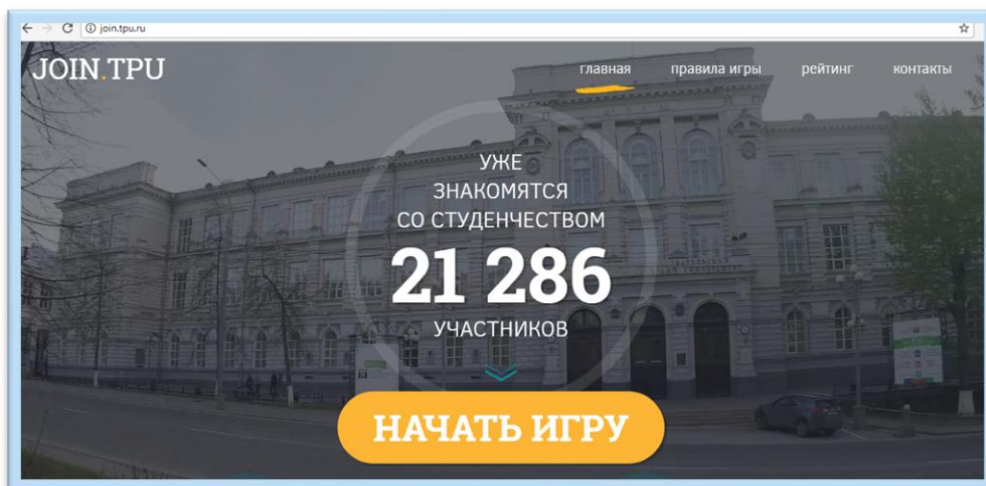 join.tpu.ru
JOIN.TPU
главная правила игры рейтинг контакты
УЖЕ
ЗНАКОМЯТСЯ
СО СТУДЕНЧЕСТВОМ
21 286
УЧАСТНИКОВ
НАЧАТЬ ИГРУ